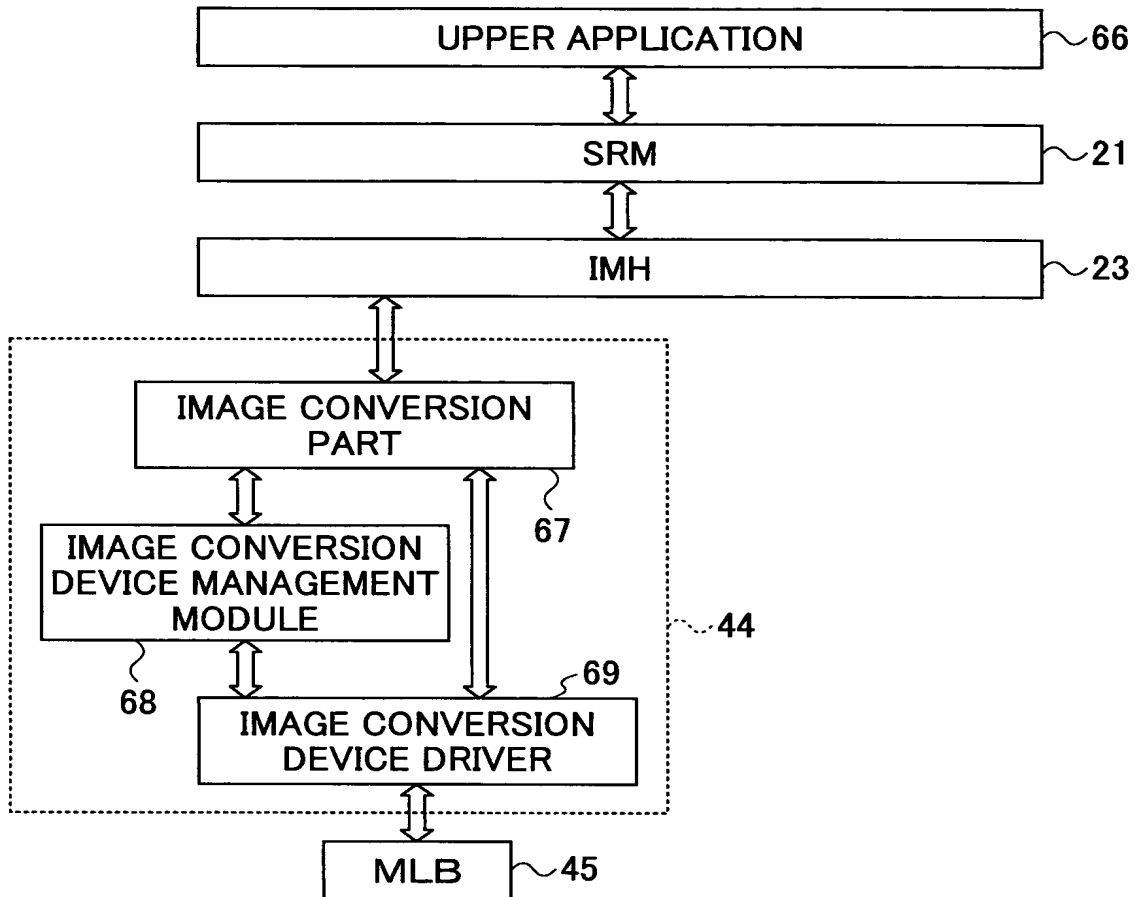 UPPER APPLICATION
66
SRM
21
IMH
23
IMAGE CONVERSION
PART
67
IMAGE CONVERSION
DEVICE MANAGEMENT
MODULE
68
44
69
IMAGE CONVERSION
DEVICE DRIVER
MLB
45